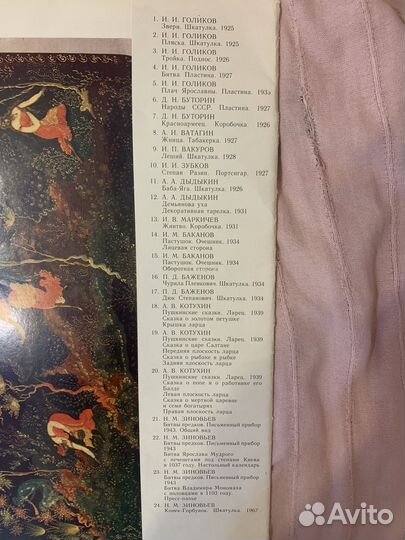 1. И. И. ГОЛИКОВ
Звери. Шкатулка. 1925
2. И. И. ГОЛИКОВ
Пляска. Шкатулка. 1925
3. И. И. ГОЛИКОВ
Тройка. Поднос. 1926
4. И. И. ГОЛИКОВ
Битва. Пластина. 1927
5. И. И. ГОЛИКОВ
Плач Ярославны. Пластина.
6. Д. Н. БУТОРИН
Народы СССР. Пластина. 1927
7. Д. Н. БУТОРИН
Красноармеец. Коробочка. 1926
8. А. И. ВАТАГИН
Жница. Табакерка. 1927
9. И. П. ВАКУРОВ
Леший. Шкатулка. 1928
10. И. И. ЗУБКОВ
Степан Разин. Портсигар. 1927
11. А. А. ДЫДЫКИН
Баба-Яга. Шкатулка. 1926
12. А. А. ДЫДЫКИН
Демьянова уха
Декоративная тарелка. 1931
13. И. В. МАРКИЧЕВ
Жнитво. Коробочка. 1931
14. И. М. БАКАНОВ
Пастушок. Очешник. 1934
Лицевая сторона
15. И. М. БАКАНОВ
Пастушок. Очешник. 1934
Оборотная сторона
16. П. Д. БАЖЕНОВ
Чурила Пленкович. Шкатулка. 1934
17. П. Д. БАЖЕНОВ
Дюк Степанович. Шкатулка. 1934
18. А. В. КОТУХИН
Пушкинские сказки. Ларец. 1939
Сказка о золотом петушке
Крышка ларца
19. А. В. КОТУХИН
Пушкинские сказки. Ларец. 1939
Сказка о царе Салтане
Передняя плоскость ларца
Сказка о рыбаке и рыбке
Задняя плоскость ларца
20. А. В. КОТУХИН
Пушкинские сказки. Ларец. 1939
Сказка о попе и о работнике его
Балде
Левая плоскость ларца
Сказка о мертвой царевне
и семи богатырях
Правая плоскость ларца
21. Н. М. ЗИНОВЬЕВ
Битвы предков. Письменный прибор
1943. Общий вид
22. Н. М. ЗИНОВЬЕВ
Битвы предков. Письменный прибор
1943
Битва Ярослава Мудрого
с печенегами под стенами Киева
в 1037 году. Настольный календарь
23. Н. М. ЗИНОВЬЕВ
Битвы предков. Письменный прибор
1943
Битва Владимира Мономаха
с половцами в 1103 году.
Пресс-папье
24. Н. М. ЗИНОВЬЕВ
Конек-Горбунок. Шкатулка. 1967
Avito